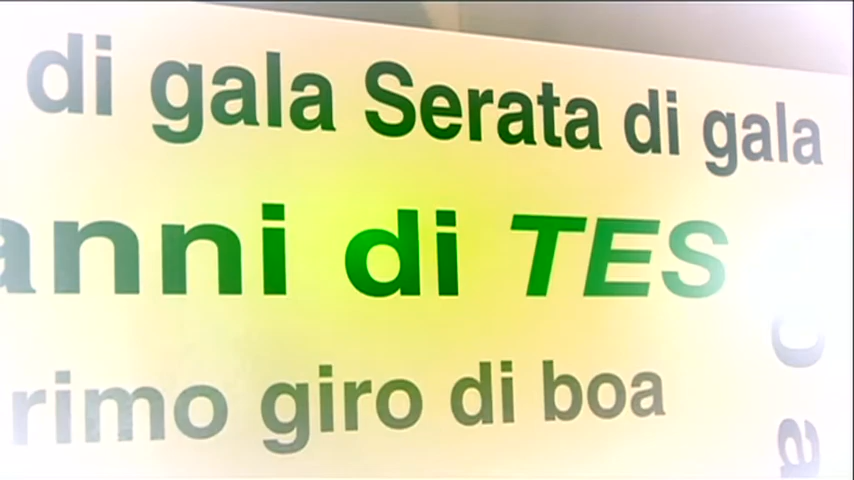 di gala Serata di gala
anni di TES
rimo giro di boa